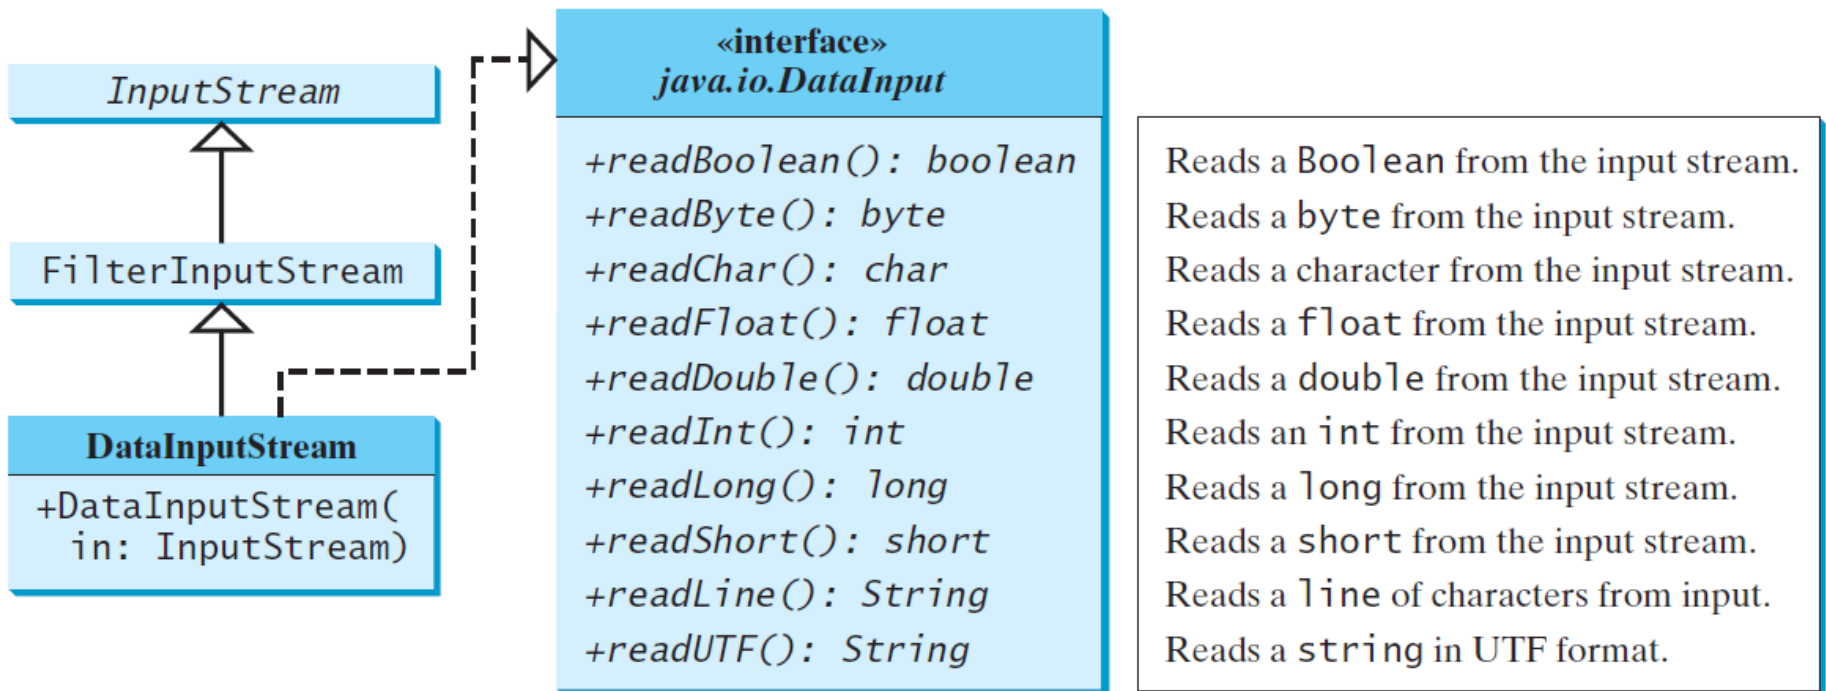 InputStream
FilterInputStream
DataInputStream
+DataInputStream(
in: InputStream)
«interface»
java.io.DataInput
+readBoolean(): boolean
+readByte(): byte
+readChar(): char
+readFloat(): float
+readDouble(): double
+readInt(): int
+readLong(): long
+readShort(): short
+readLine(): String
+readUTF(): String
Reads a Boolean from the input stream.
Reads a byte from the input stream.
Reads a character from the input stream.
Reads a float from the input stream.
Reads a double from the input stream.
Reads an int from the input stream.
Reads a long from the input stream.
Reads a short from the input stream.
Reads a line of characters from input.
Reads a string in UTF format.